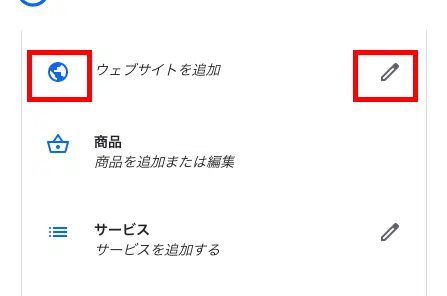 ウェブサイトを追加
商品
商品を追加または編集
サービス
サービスを追加する